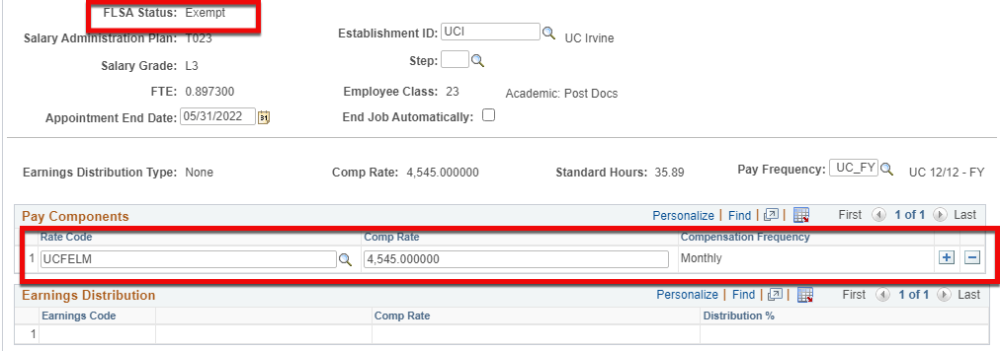 FLSA Status: Exempt
Salary Administration Plan: T023 Establishment ID: UCI UC Irvine
Salary Grade: L3 Step:
FTE: 0.897300 Employee Class: 23 Academic: Post Docs
Appointment End Date: 05/31/2022 End Job Automatically:
Earnings Distribution Type: None Comp Rate: 4,545.000000 Standard Hours: 35.89 Pay Frequency: UC_FY UC 12/12 - FY
Pay Components Personalize | Find | | First 1 of 1 Last
Rate Code Comp Rate Compensation Frequency
1 UCFELM 4,545.000000 Monthly + −
Earnings Distribution Personalize | Find | | First 1 of 1 Last
Earnings Code Comp Rate Distribution %
1